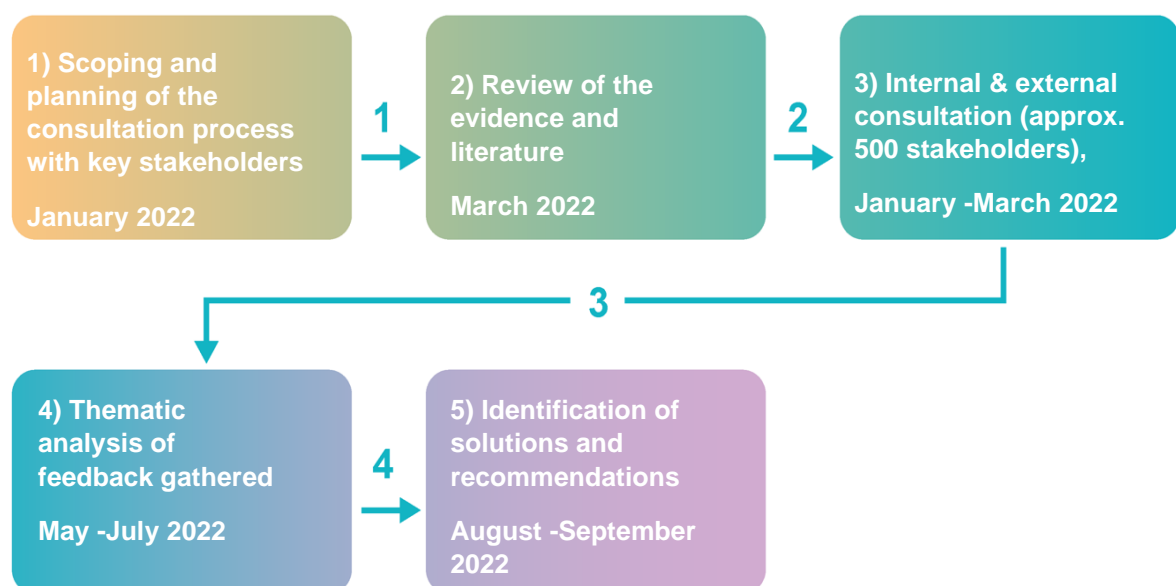 1) Scoping and
planning of the
consultation process
with key stakeholders
January 2022
1
2) Review of the
evidence and
literature
March 2022
2
3) Internal & external
consultation (approx.
500 stakeholders),
January -March 2022
3
4) Thematic
analysis of
feedback gathered
May -July 2022
4
5) Identification of
solutions and
recommendations
August -September
2022